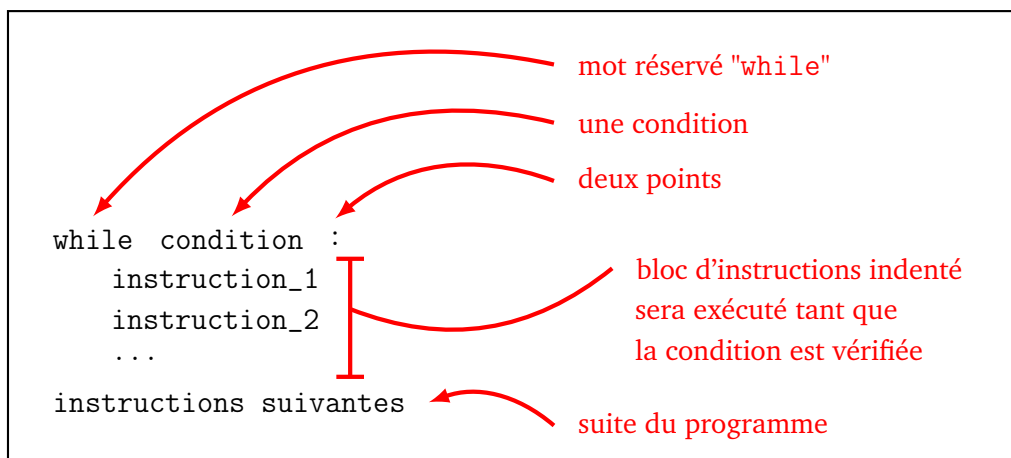 mot réservé "while"
une condition
deux points
while condition :
instruction_1
instruction_2
...
bloc d'instructions indenté
sera exécuté tant que
la condition est vérifiée
instructions suivantes
suite du programme